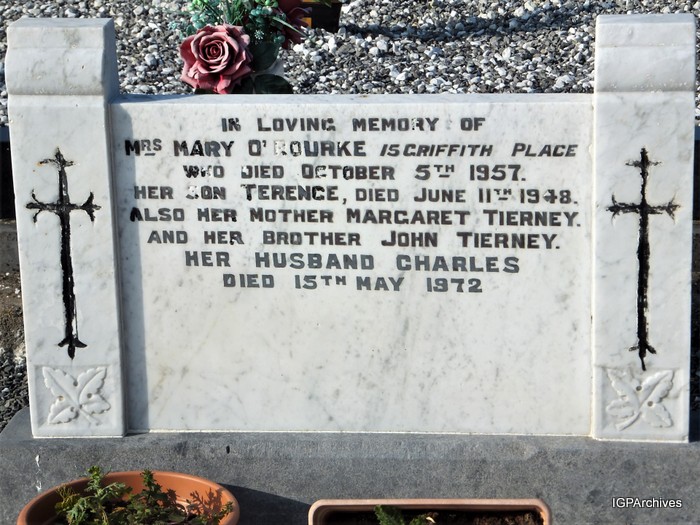 IN LOVING MEMORY OF
MRS MARY O'ROURKE 15 GRIFFITH PLACE
WHO DIED OCTOBER 5TH 1957.
HER SON TERENCE, DIED JUNE 11TH 1948.
ALSO HER MOTHER MARGARET TIERNEY.
AND HER BROTHER JOHN TIERNEY.
HER HUSBAND CHARLES
DIED 15TH MAY 1972
IGPArchives